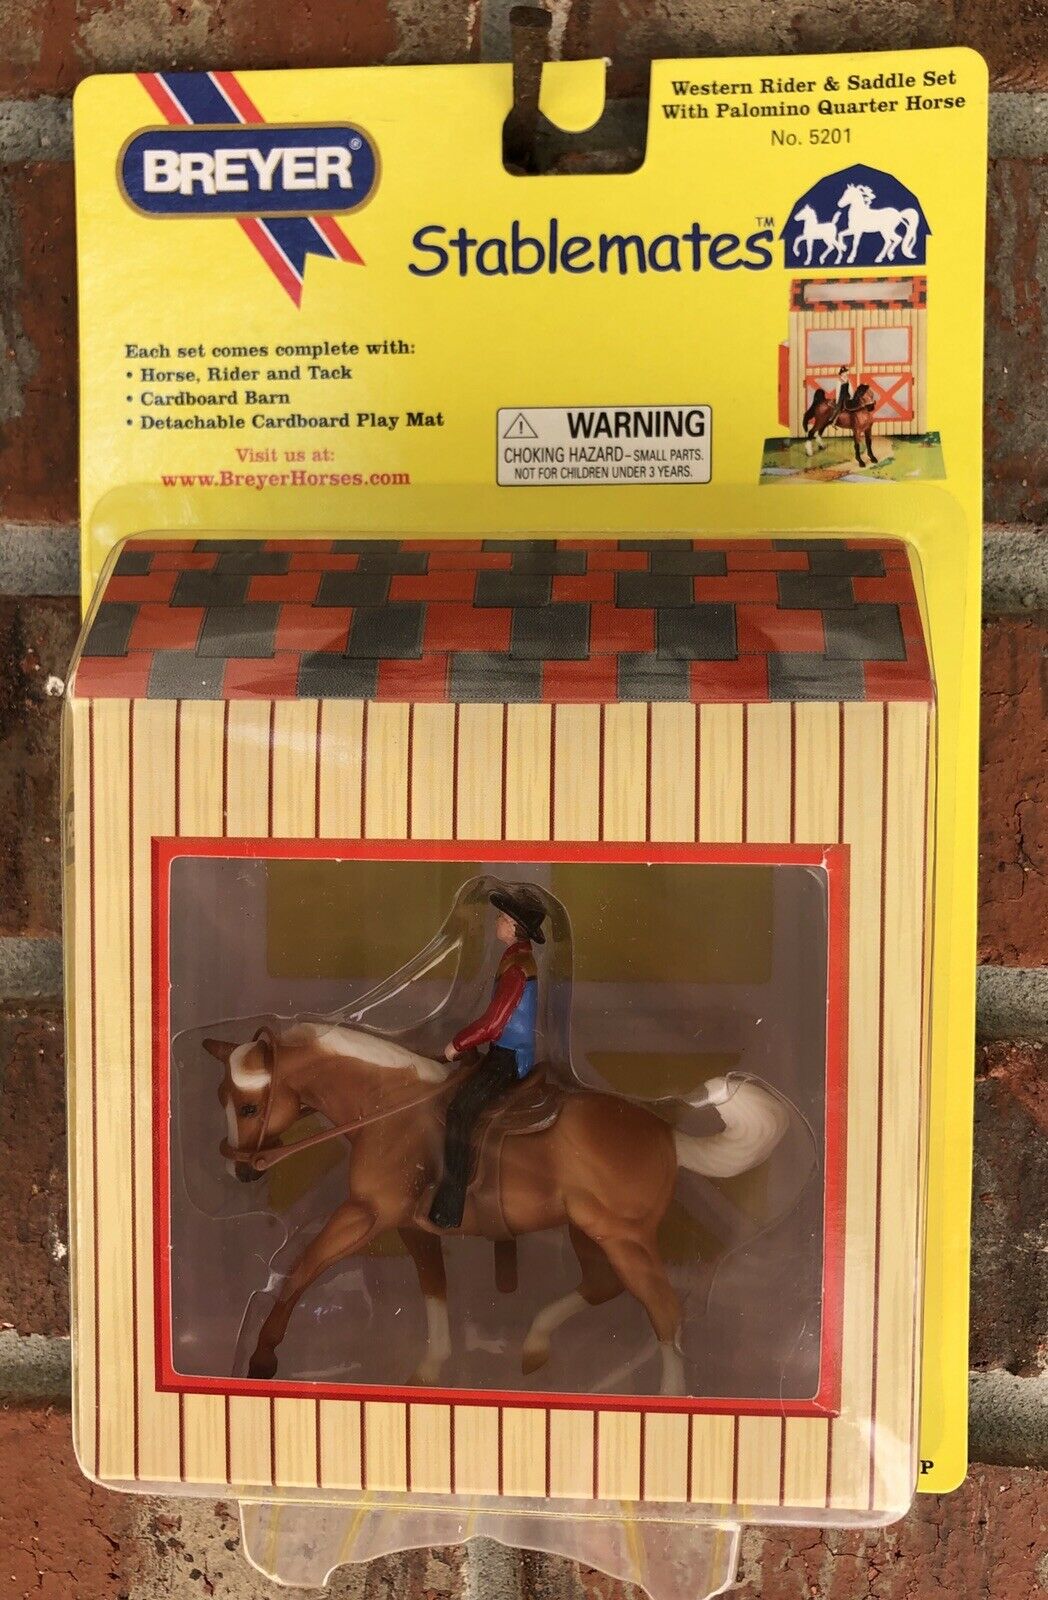 BREYER®
Western Rider & Saddle Set
With Palomino Quarter Horse
No. 5201
Stablemates™
Each set comes complete with:
• Horse, Rider and Tack
• Cardboard Barn
• Detachable Cardboard Play Mat
Visit us at:
www.BreyerHorses.com
WARNING
CHOKING HAZARD – SMALL PARTS.
NOT FOR CHILDREN UNDER 3 YEARS.
P